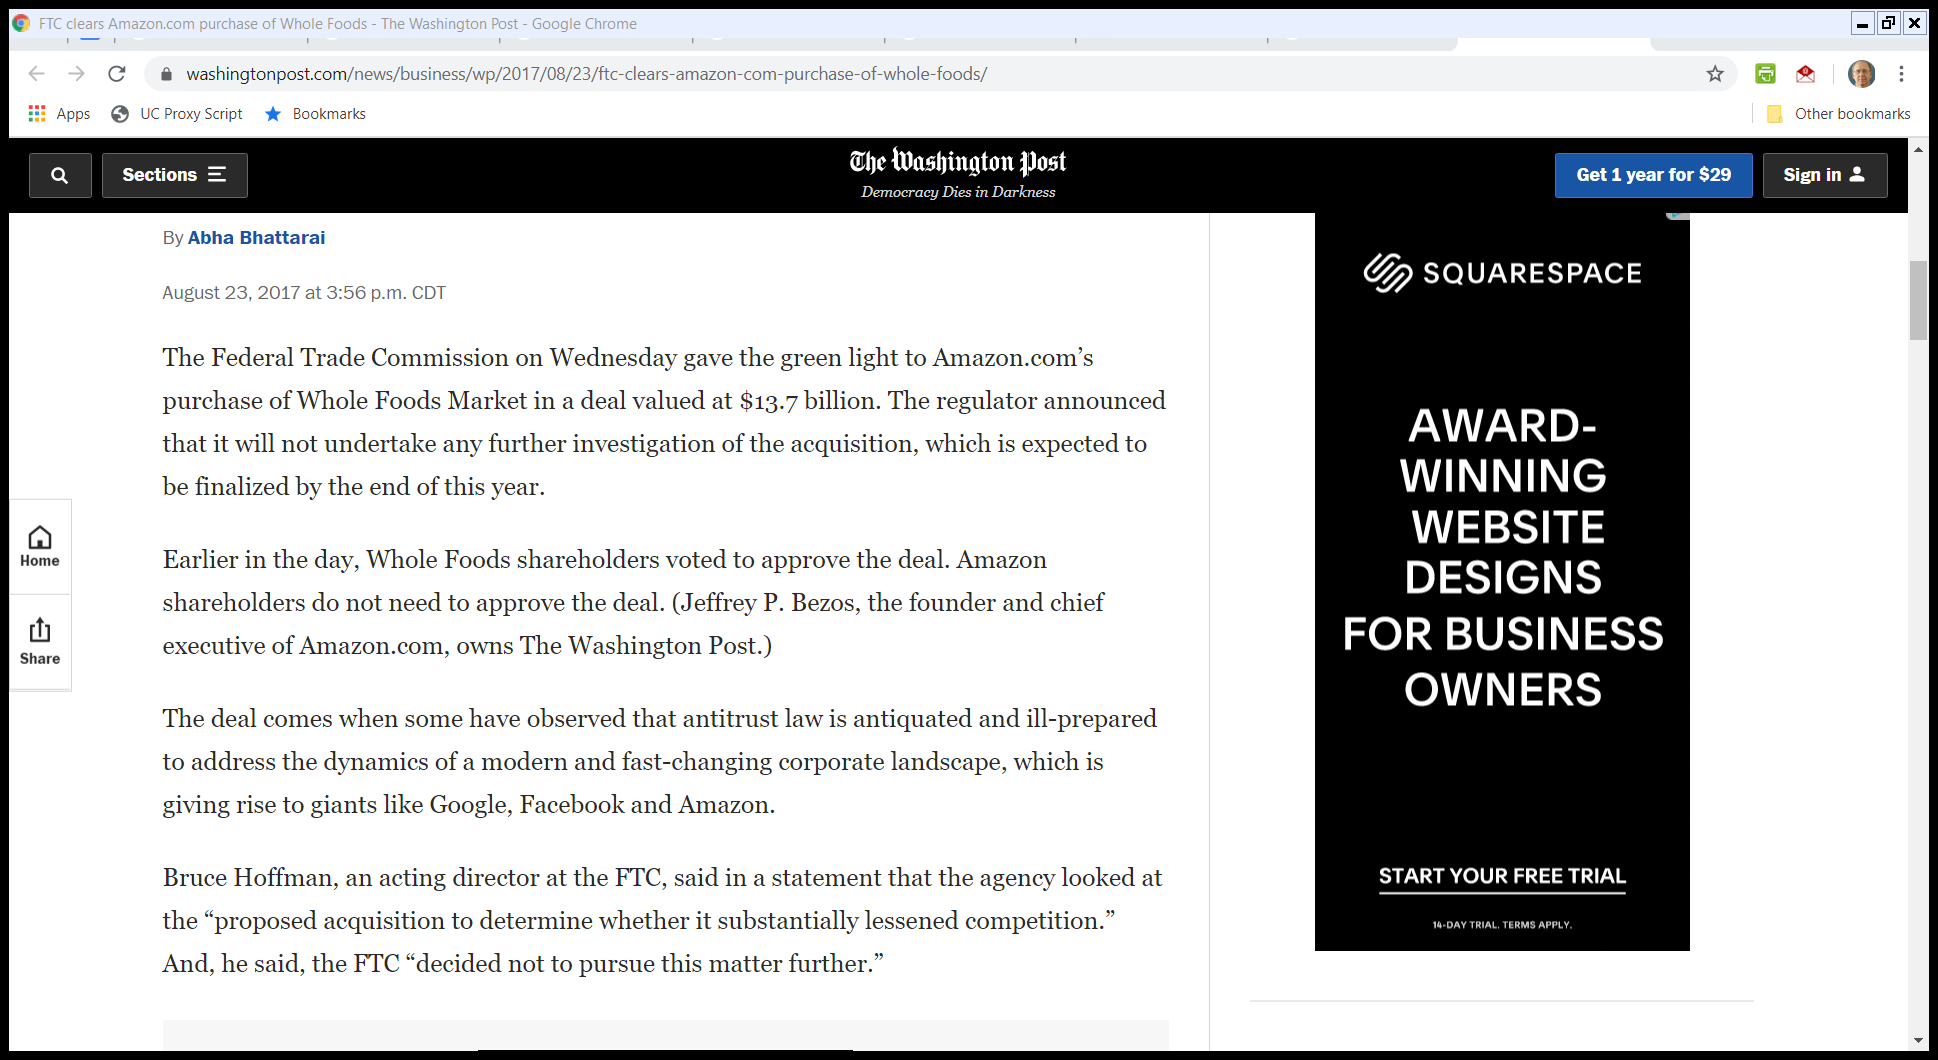 FTC clears Amazon.com purchase of Whole Foods - The Washington Post - Google Chrome
washingtonpost.com/news/business/wp/2017/08/23/ftc-clears-amazon-com-purchase-of-whole-foods/
Apps UC Proxy Script Bookmarks Other bookmarks
Sections The Washington Post Get 1 year for $29 Sign in
Democracy Dies in Darkness
By Abha Bhattarai
August 23, 2017 at 3:56 p.m. CDT
The Federal Trade Commission on Wednesday gave the green light to Amazon.com’s
purchase of Whole Foods Market in a deal valued at $13.7 billion. The regulator announced
that it will not undertake any further investigation of the acquisition, which is expected to
be finalized by the end of this year.
Earlier in the day, Whole Foods shareholders voted to approve the deal. Amazon
shareholders do not need to approve the deal. (Jeffrey P. Bezos, the founder and chief
executive of Amazon.com, owns The Washington Post.)
The deal comes when some have observed that antitrust law is antiquated and ill-prepared
to address the dynamics of a modern and fast-changing corporate landscape, which is
giving rise to giants like Google, Facebook and Amazon.
Bruce Hoffman, an acting director at the FTC, said in a statement that the agency looked at
the “proposed acquisition to determine whether it substantially lessened competition.”
And, he said, the FTC “decided not to pursue this matter further.”
Home
Share
SQUARESPACE
AWARD-
WINNING
WEBSITE
DESIGNS
FOR BUSINESS
OWNERS
START YOUR FREE TRIAL
14-DAY TRIAL. TERMS APPLY.